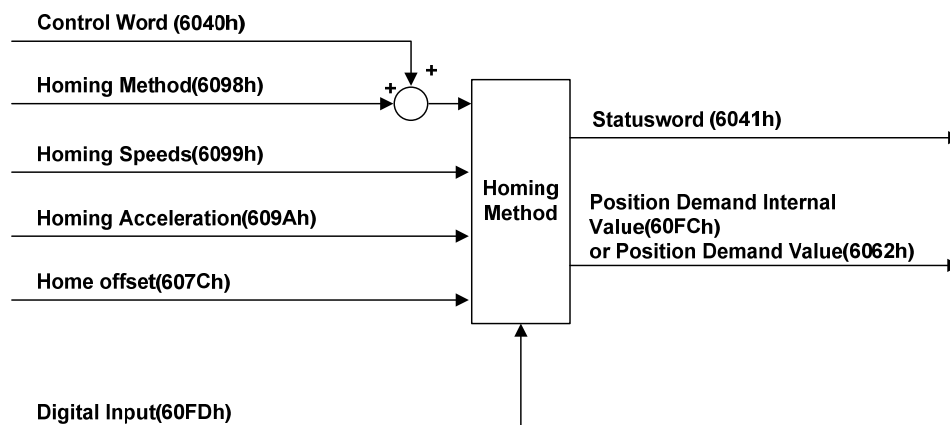 Control Word (6040h)
+
+
Homing Method(6098h)
Homing Speeds(6099h)
Homing Acceleration(609Ah)
Home offset(607Ch)
Digital Input(60FDh)
Homing
Method
Statusword (6041h)
Position Demand Internal
Value(60FCh)
or Position Demand Value(6062h)